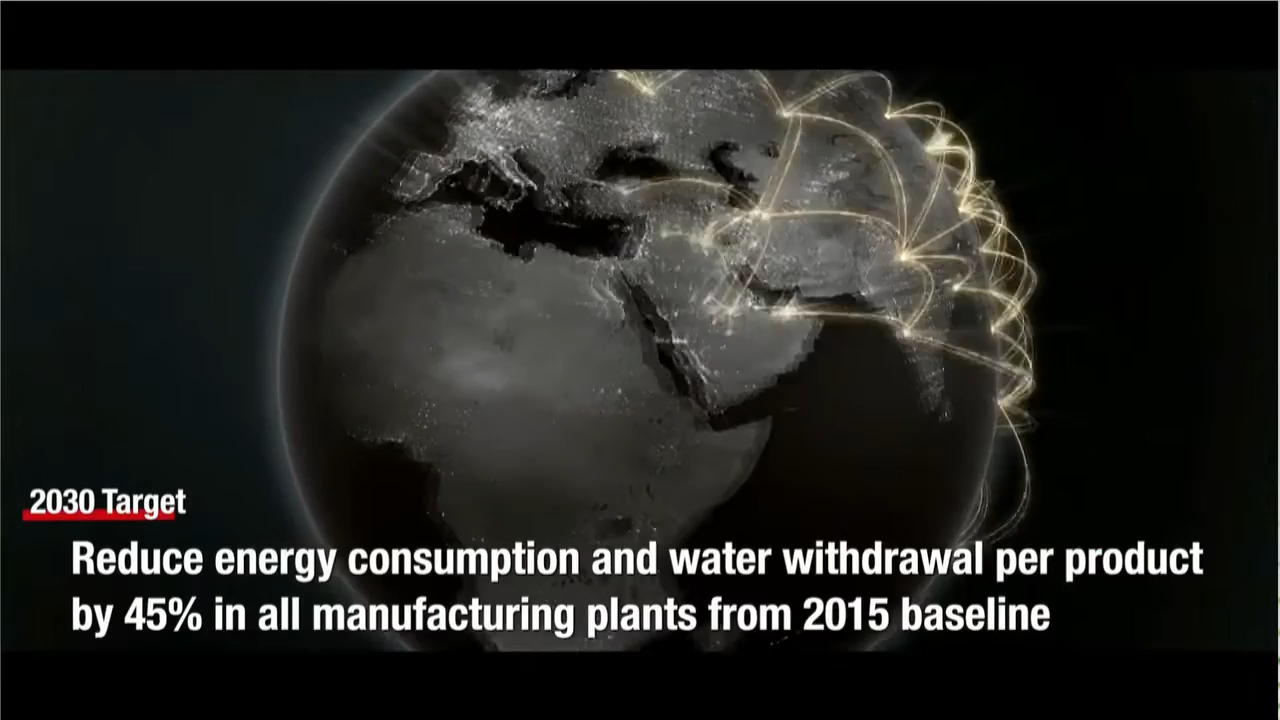 2030 Target
Reduce energy consumption and water withdrawal per product
by 45% in all manufacturing plants from 2015 baseline